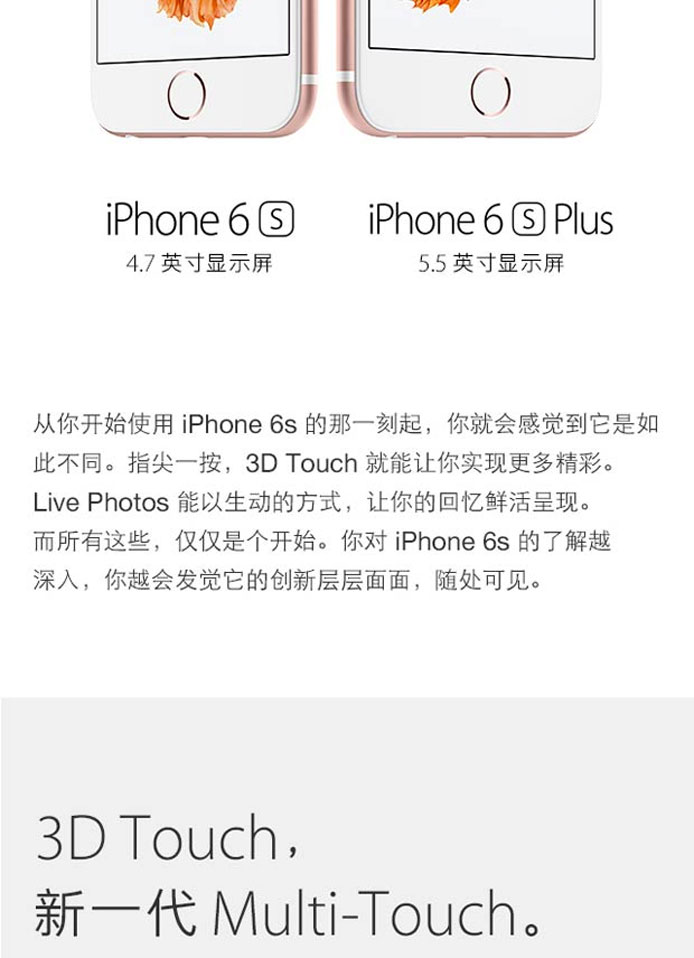 iPhone 6 S
iPhone 6 S Plus
4.7 英寸显示屏
5.5 英寸显示屏
从你开始使用 iPhone 6s 的那一刻起，你就会感觉到它是如
此不同。指尖一按，3D Touch 就能让你实现更多精彩。
Live Photos 能以生动的方式，让你的回忆鲜活呈现。
而所有这些，仅仅是个开始。你对 iPhone 6s 的了解越
深入，你越会发觉它的创新层层面面，随处可见。
3D Touch，
新一代 Multi-Touch。